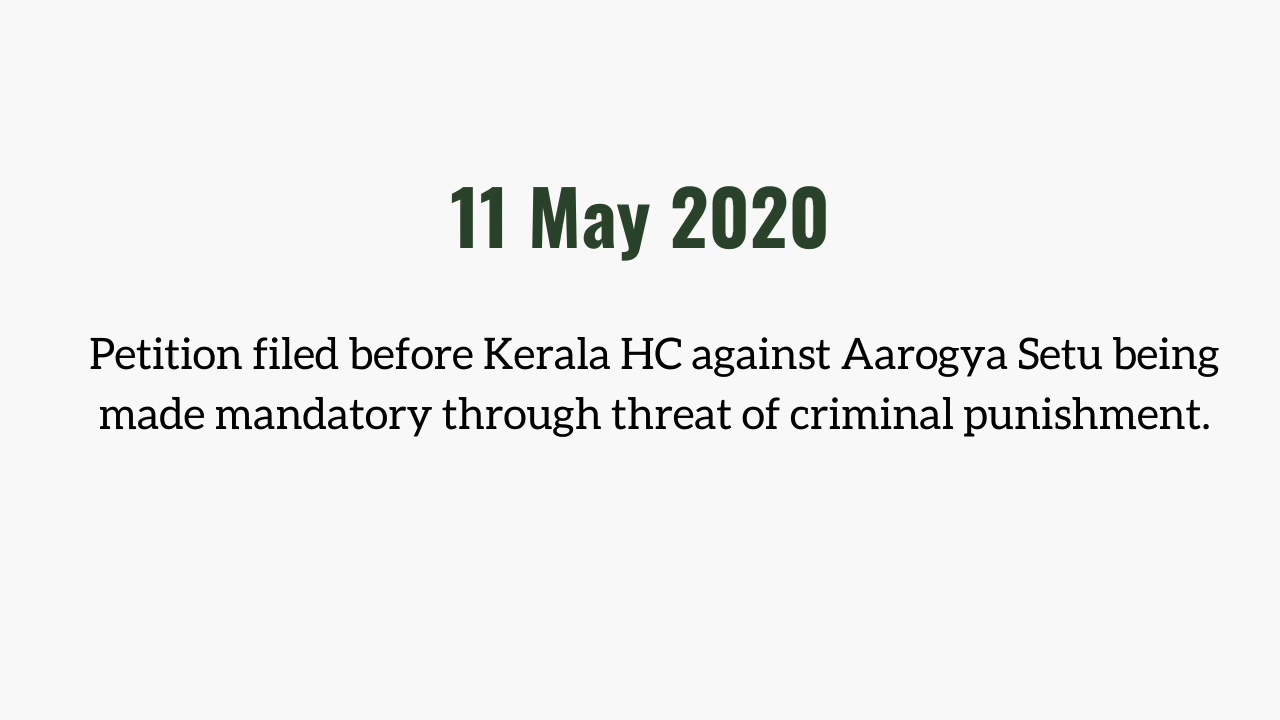 11 May 2020
Petition filed before Kerala HC against Aarogya Setu being
made mandatory through threat of criminal punishment.